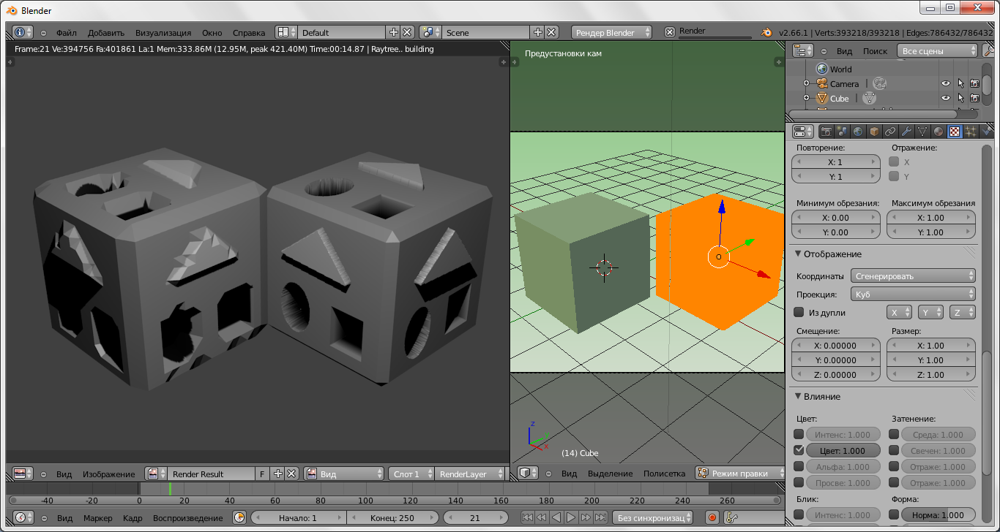 Blender
Файл Добавить Визуализация Окно Справка Default Scene Рендер Blender Render v2.66.1 | Verts:393218/393218 | Edges:786432/786432
Frame:21 Ve:394756 Fa:401861 La:1 Mem:333.86M (12.95M, peak 421.40M) Time:00:14.87 | Raytree.. building
Предустановки кам
Вид Поиск Все сцены
World
Camera
Cube
Повторение: Отражение:
X: 1 X
Y: 1 Y
Минимум обрезания: Максимум обрезания
X: 0.00 X: 1.00
Y: 0.00 Y: 1.00
Отображение
Координаты Сгенерировать
Проекция: Куб
Из дупли X Y Z
Смещение: Размер:
X: 0.00000 X: 1.00
Y: 0.00000 Y: 1.00
Z: 0.00000 Z: 1.00
Влияние
Цвет: Затенение:
Интенс: 1.000 Среда: 1.000
Цвет: 1.000 Свечен: 1.000
Альфа: 1.000 Отраже: 1.000
Просве: 1.000 Отраже: 1.000
Блик: Форма:
Интенс: 1.000 Норма: 1.000
z
y
x
(14) Cube
Вид Изображение Render Result F Вид Слот 1 RenderLayer
Вид Выделение Полисетка Режим правки
-40 -20 0 20 40 60 80 100 120 140 160 180 200 220 240 260
Вид Маркер Кадр Воспроизведение Начало: 1 Конец: 250 21 Без синхронизац